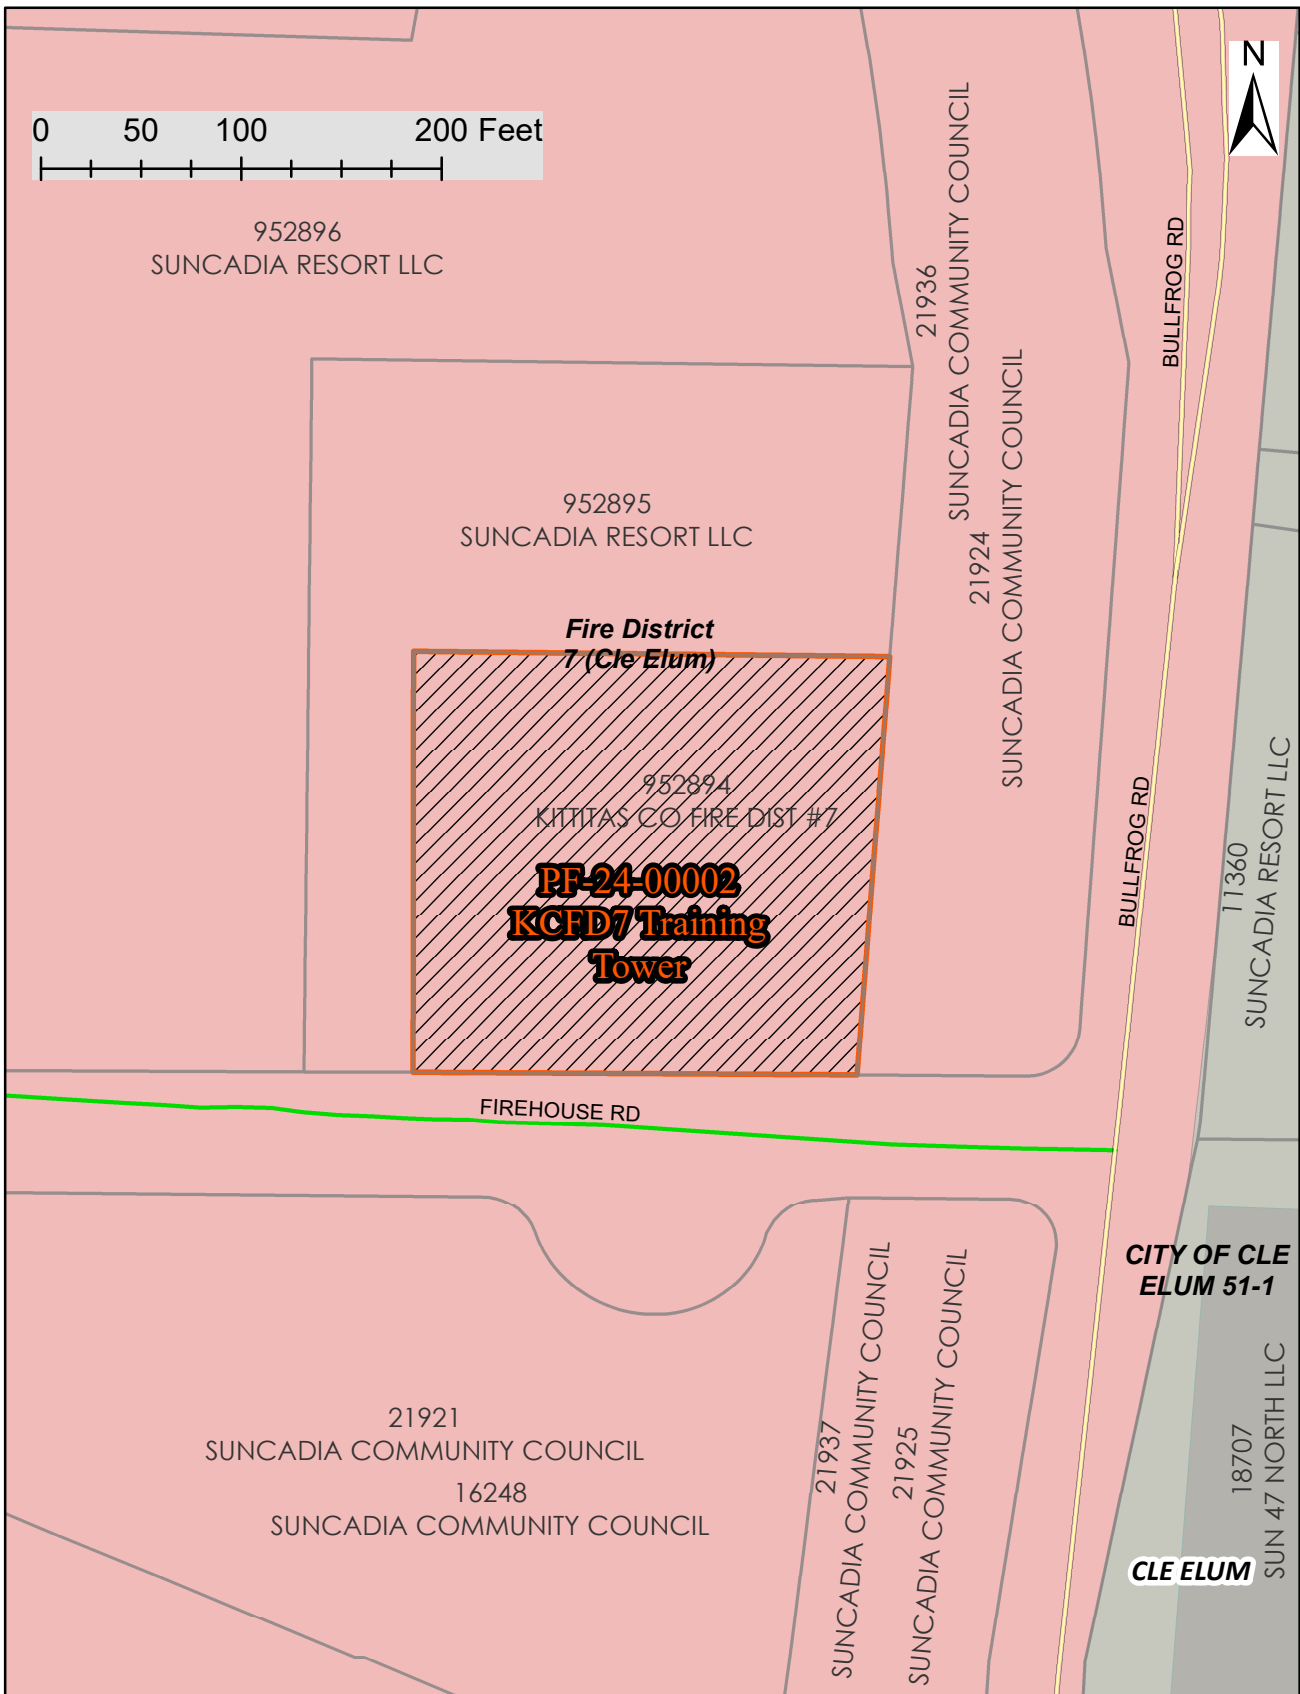 N
0 50 100 200 Feet
952896
SUNCADIA RESORT LLC
21936
SUNCADIA COMMUNITY COUNCIL
21924
SUNCADIA COMMUNITY COUNCIL
BULLFROG RD
952895
SUNCADIA RESORT LLC
Fire District
7 (Cle Elum)
952894
KITTITAS CO FIRE DIST #7
PF-24-00002
KCFD7 Training
Tower
BULLFROG RD
11360
SUNCADIA RESORT LLC
FIREHOUSE RD
CITY OF CLE
ELUM 51-1
21921
SUNCADIA COMMUNITY COUNCIL
16248
SUNCADIA COMMUNITY COUNCIL
21937
SUNCADIA COMMUNITY COUNCIL
21925
SUNCADIA COMMUNITY COUNCIL
18707
SUN 47 NORTH LLC
CLE ELUM